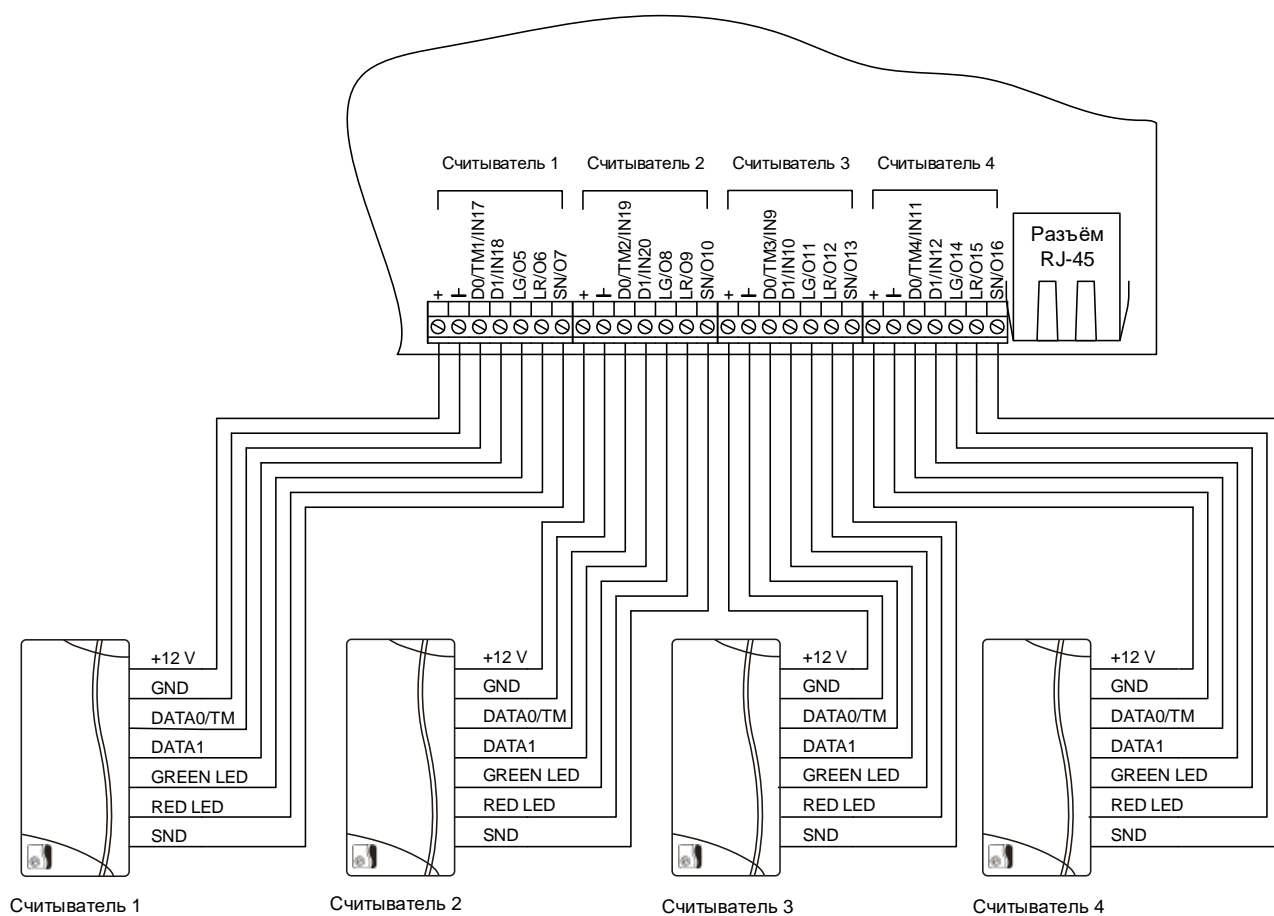 Считыватель 1
Считыватель 2
Считыватель 3
Считыватель 4
+
D0/TM1/IN17
D1/IN18
LG/O5
LR/O6
SN/O7
+
D0/TM2/IN19
D1/IN20
LG/O8
LR/O9
SN/O10
+
D0/TM3/IN9
D1/IN10
LG/O11
LR/O12
SN/O13
+
D0/TM4/IN11
D1/IN12
LG/O14
LR/O15
SN/O16
Разъём
RJ-45
+12 V
GND
DATA0/TM
DATA1
GREEN LED
RED LED
SND
+12 V
GND
DATA0/TM
DATA1
GREEN LED
RED LED
SND
+12 V
GND
DATA0/TM
DATA1
GREEN LED
RED LED
SND
+12 V
GND
DATA0/TM
DATA1
GREEN LED
RED LED
SND
Считыватель 1
Считыватель 2
Считыватель 3
Считыватель 4